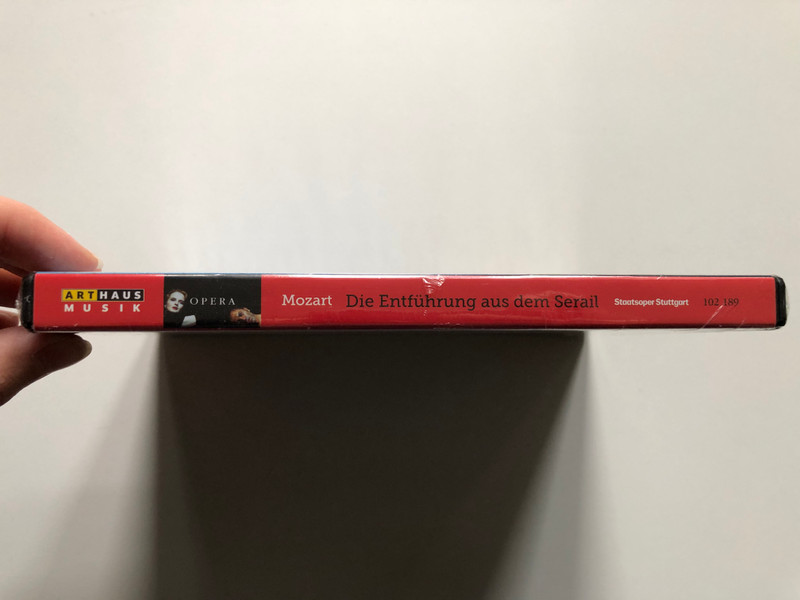 ARTHAUS
MUSIK
OPERA
Mozart Die Entführung aus dem Serail
Staatsoper Stuttgart
102 189